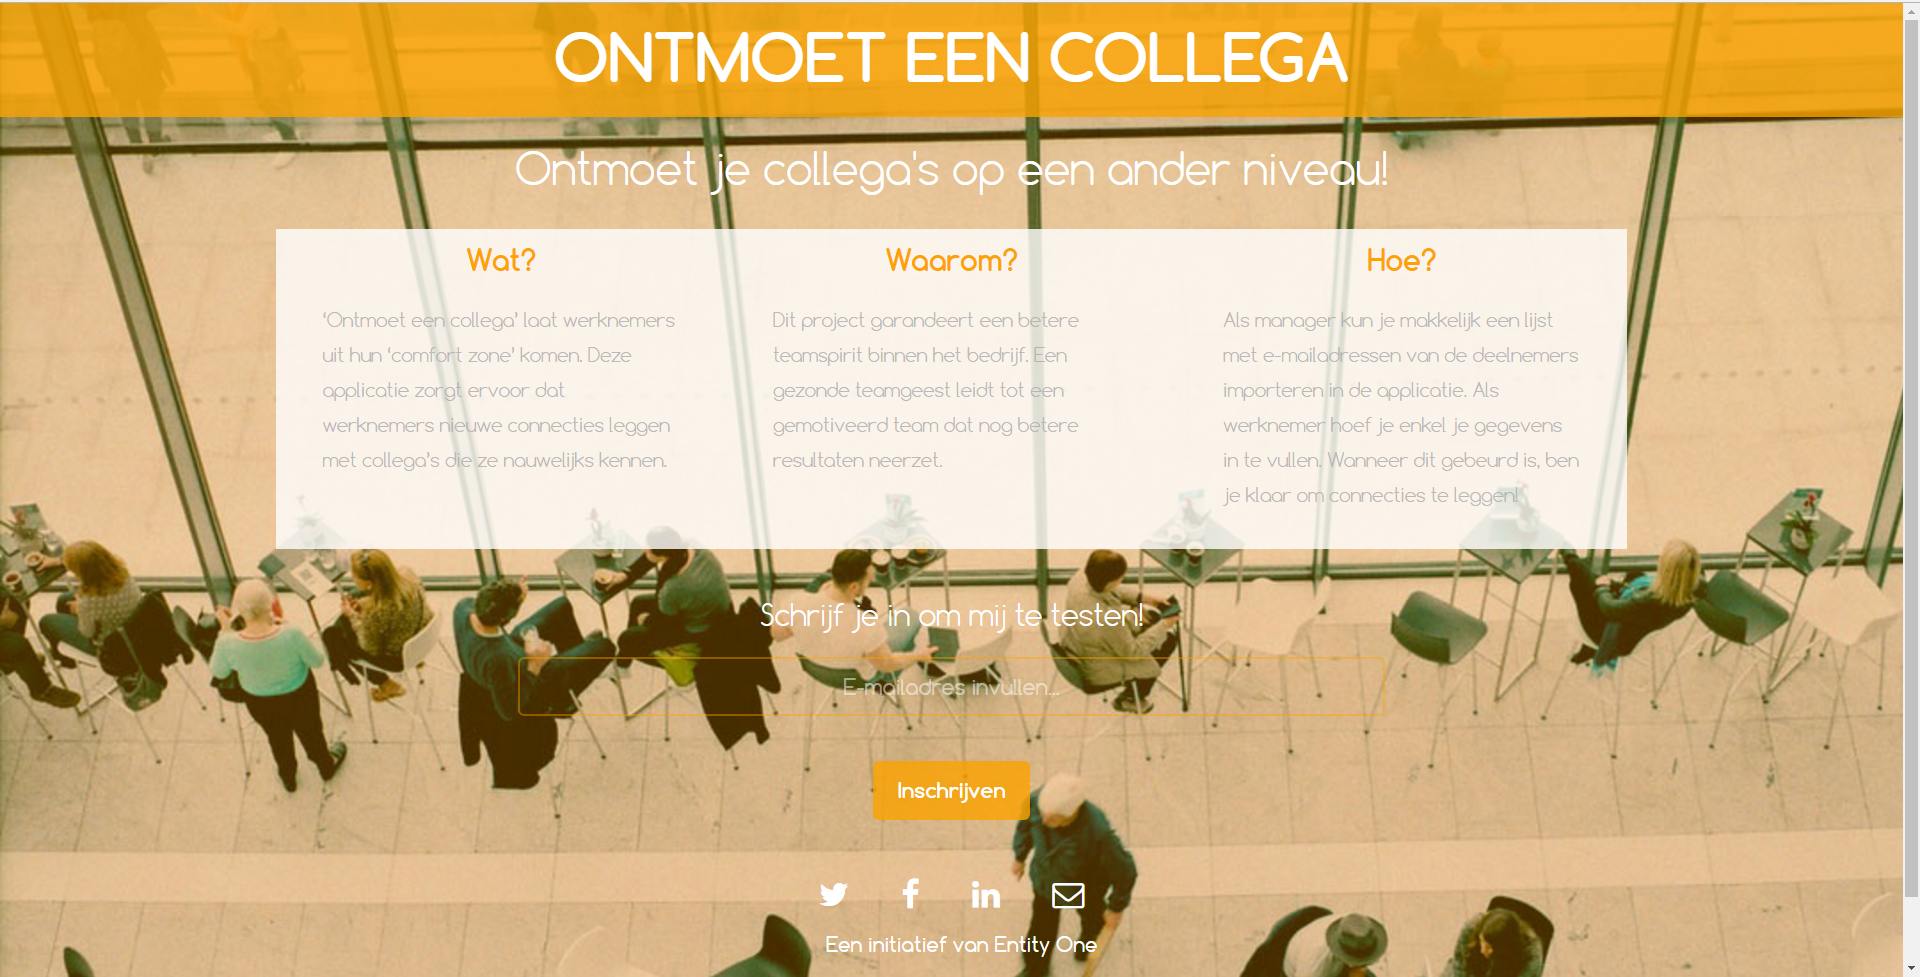 ONTMOET EEN COLLEGA
Ontmoet je collega's op een ander niveau!
Wat?
‘Ontmoet een collega’ laat werknemers
uit hun ‘comfort zone’ komen. Deze
applicatie zorgt ervoor dat
werknemers nieuwe connecties leggen
met collega’s die ze nauwelijks kennen.
Waarom?
Dit project garandeert een betere
teamspirit binnen het bedrijf. Een
gezonde teamgeest leidt tot een
gemotiveerd team dat nog betere
resultaten neerzet.
Hoe?
Als manager kun je makkelijk een lijst
met e-mailadressen van de deelnemers
importeren in de applicatie. Als
werknemer hoef je enkel je gegevens
in te vullen. Wanneer dit gebeurd is, ben
je klaar om connecties te leggen!
Schrijf je in om mij te testen!
E-mailadres invullen...
Inschrijven
Een initiatief van Entity One